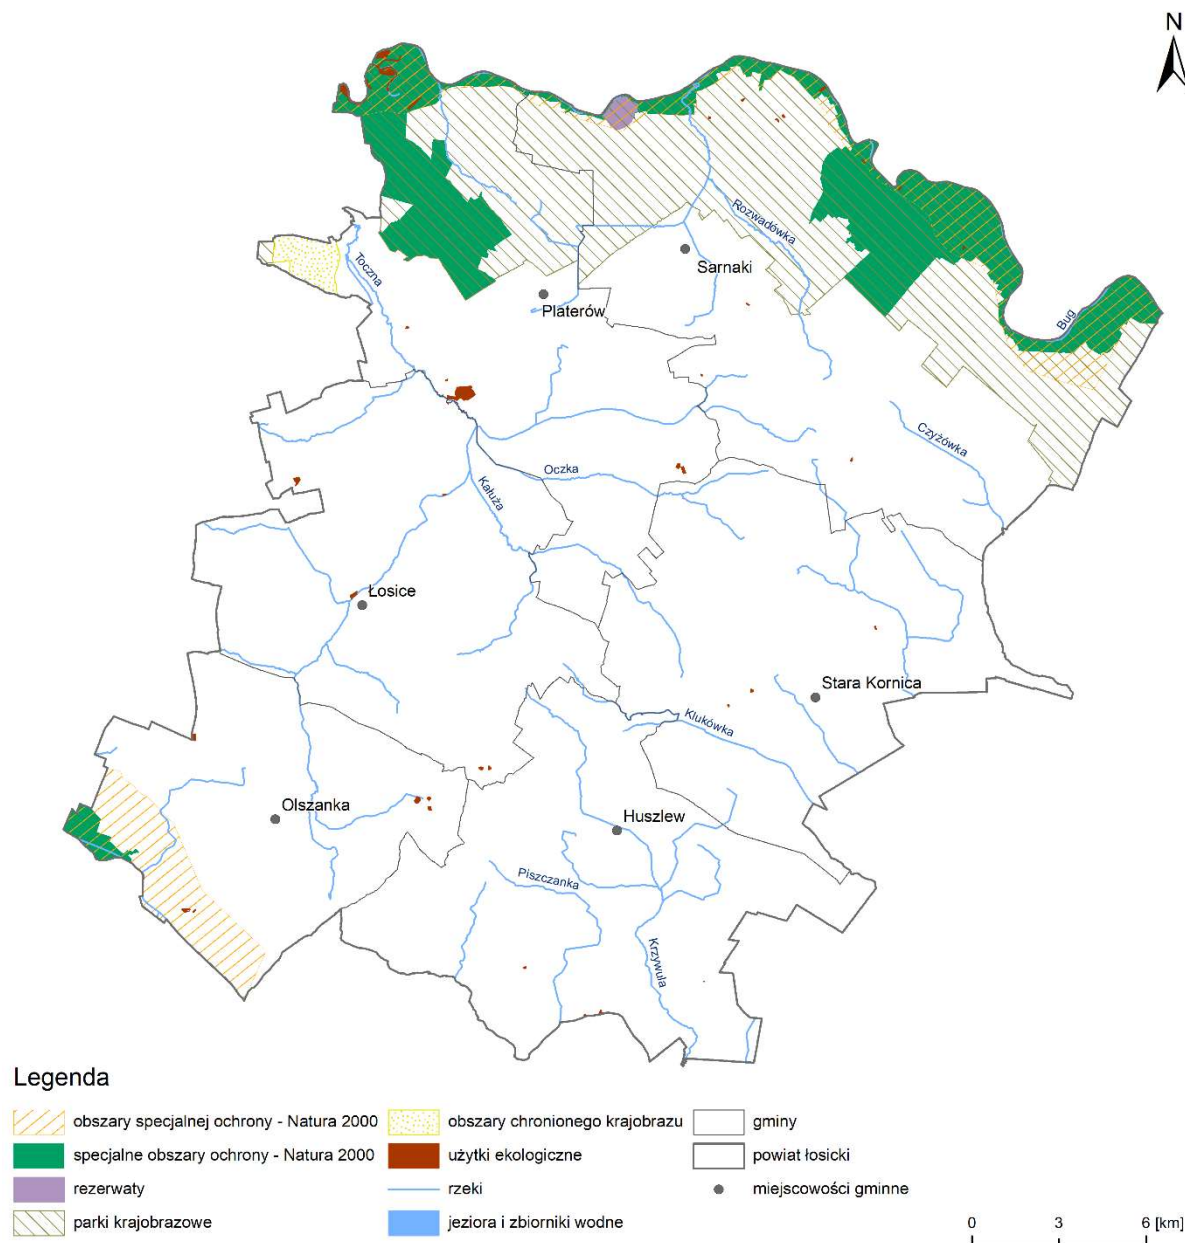 N
Rozwadówka
Toczna
Sarnaki
Platerów
Bug
Czyżówka
Oczka
Kałuża
Łosice
Stara Kornica
Klukówka
Olszanka
Huszlew
Piszczanka
Krzywula
Legenda
obszary specjalnej ochrony - Natura 2000
obszary chronionego krajobrazu
gminy
specjalne obszary ochrony - Natura 2000
użytki ekologiczne
powiat łosicki
rezerwaty
rzeki
miejscowości gminne
parki krajobrazowe
jeziora i zbiorniki wodne
0 3 6 [km]